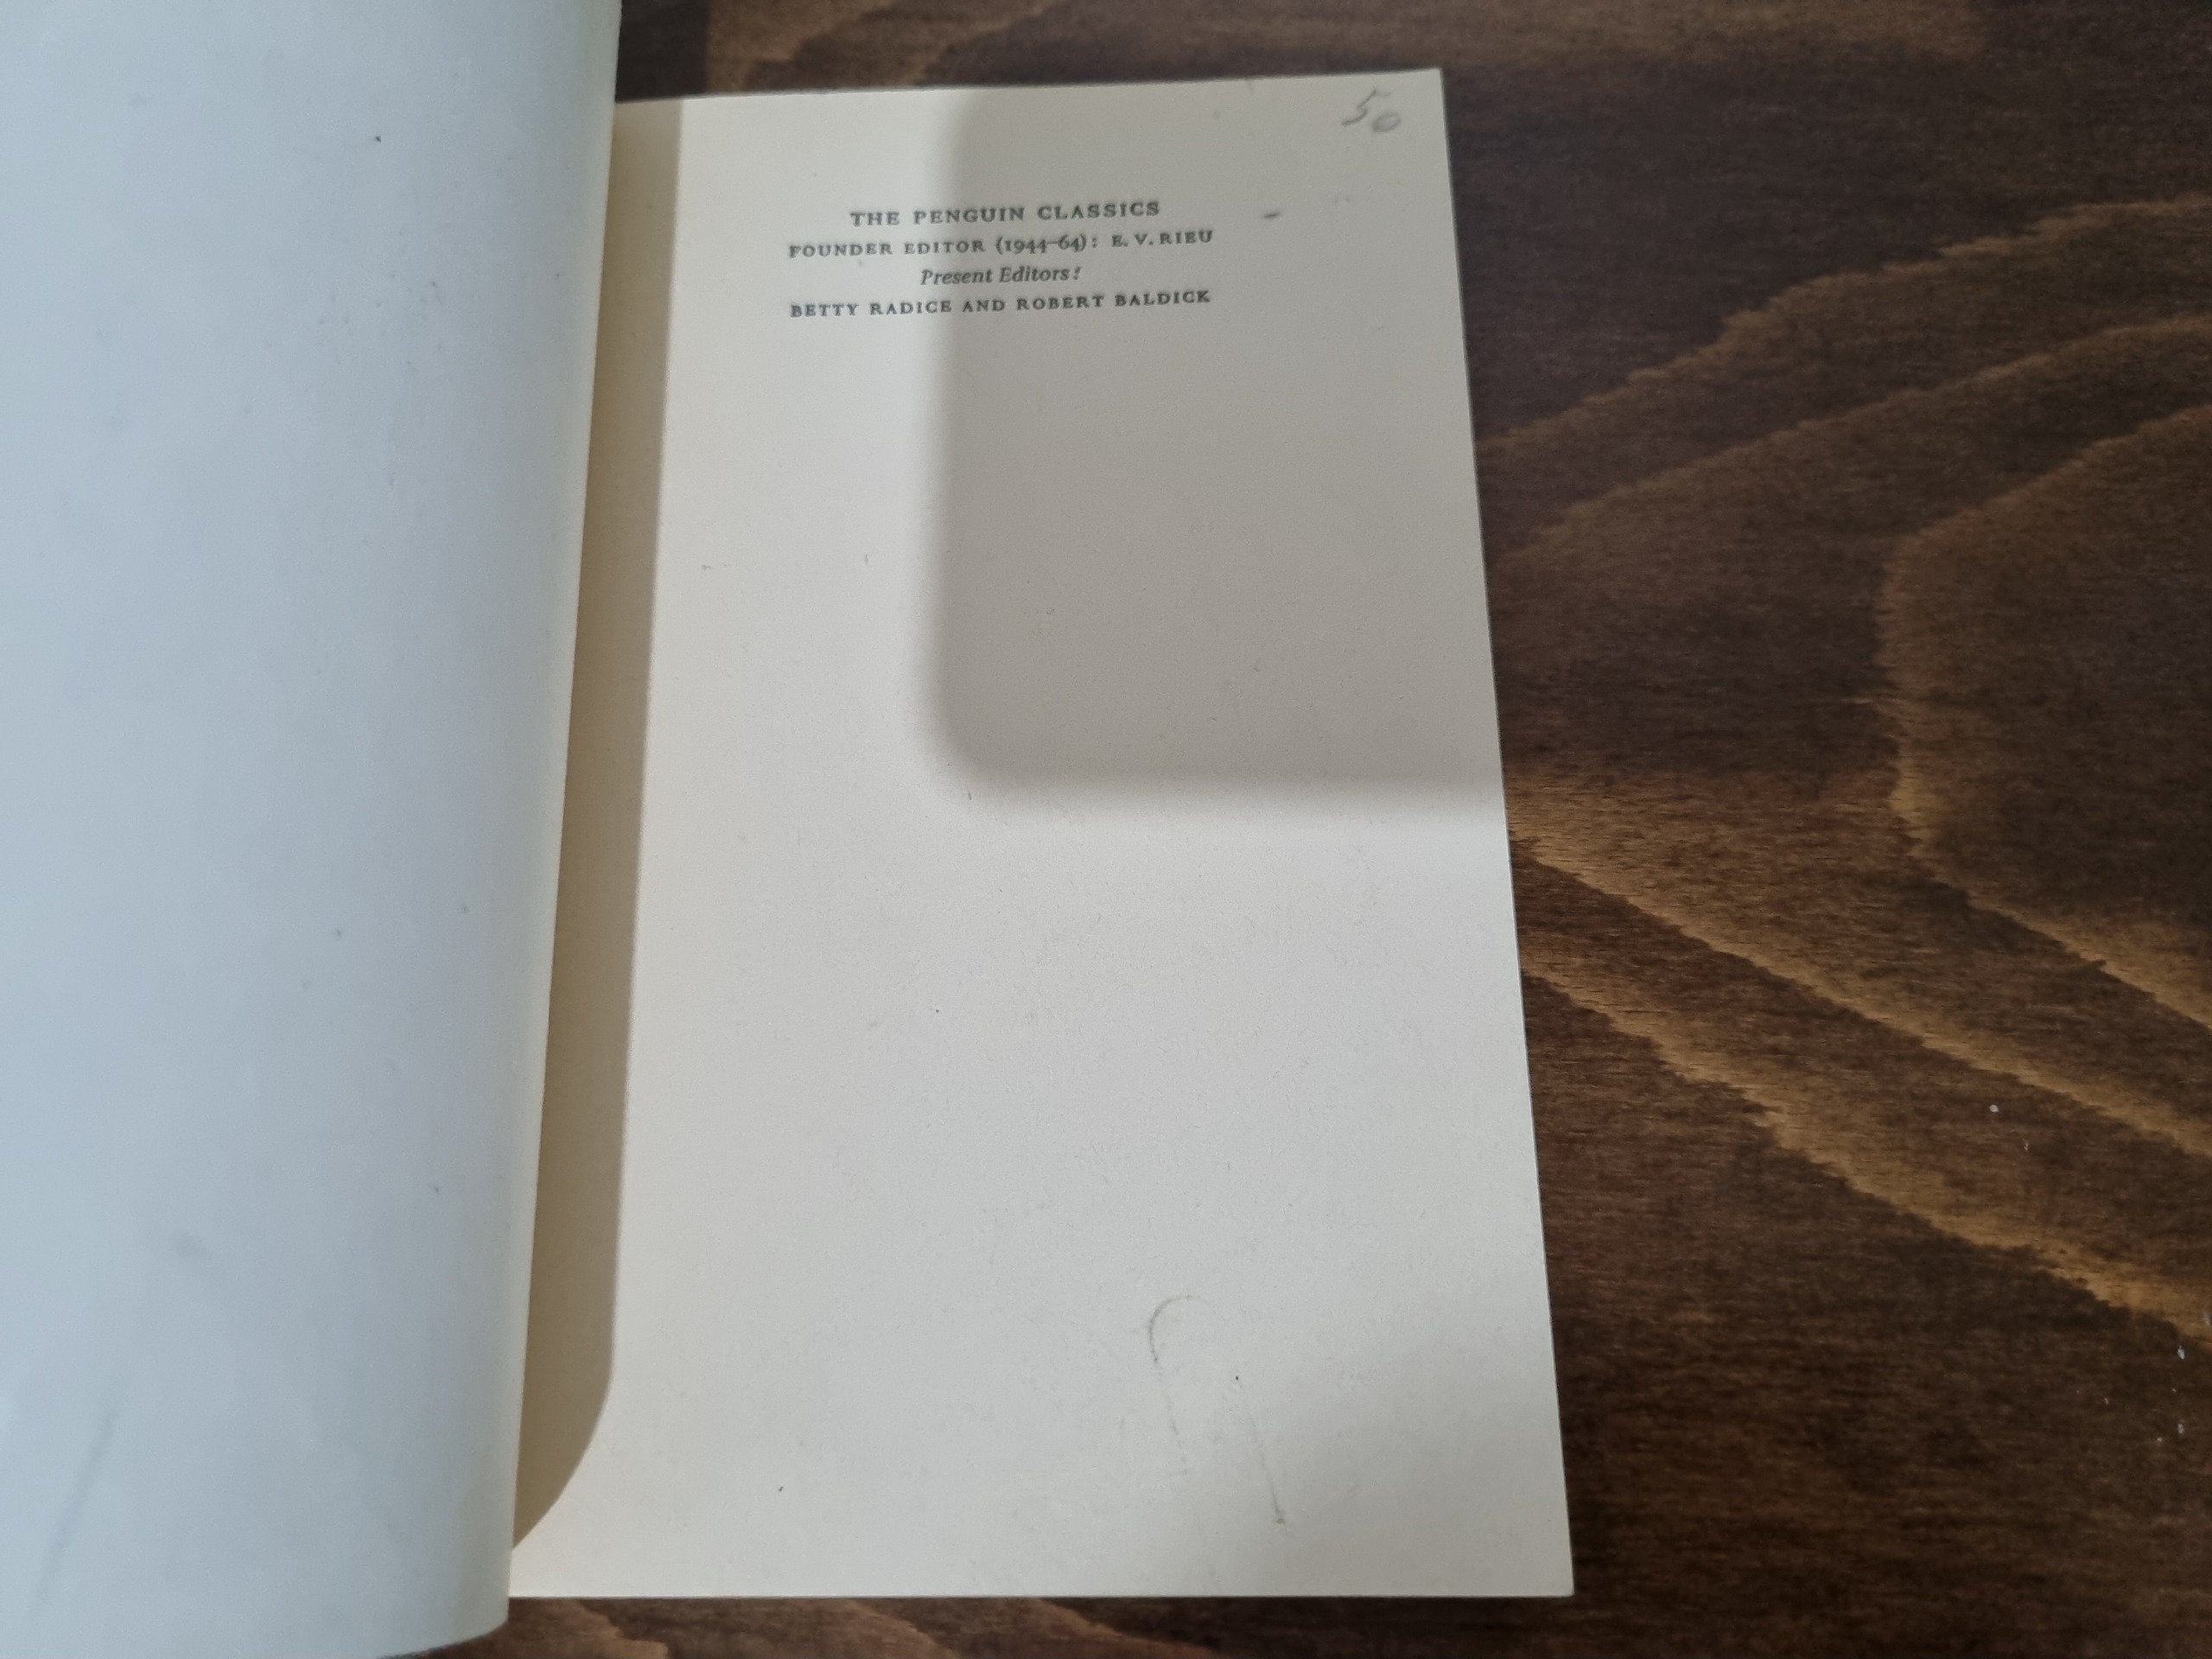 50
THE PENGUIN CLASSICS
FOUNDER EDITOR (1944–64): E. V. RIEU
Present Editors:
BETTY RADICE AND ROBERT BALDICK